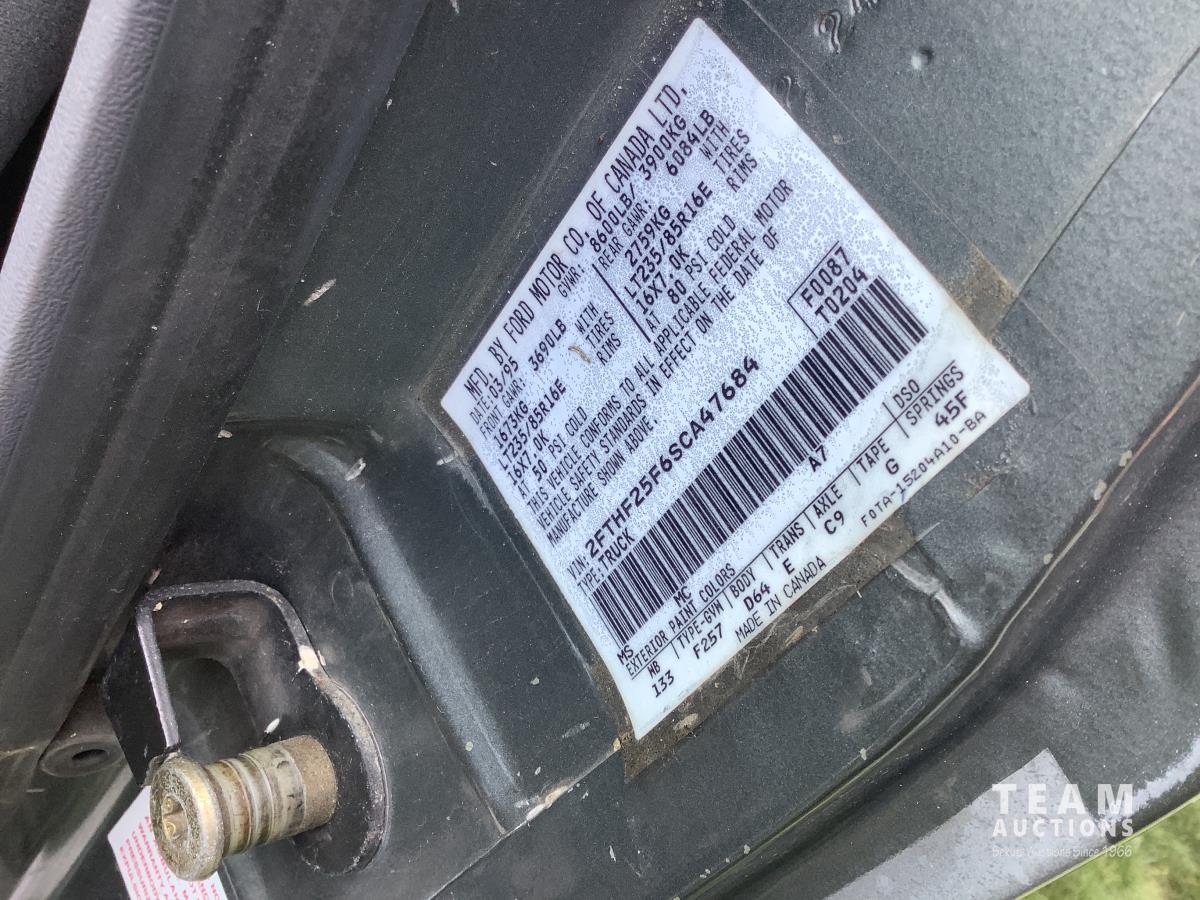 MFD. BY FORD MOTOR CO. OF CANADA LTD.
DATE: 03/95 GVWR: 8600LB/ 3900KG
FRONT GAWR: 3690LB REAR GAWR: 6084LB
1673KG WITH 2759KG WITH
LT235/85R16E TIRES LT235/85R16E TIRES
16X7.0K RIMS 16X7.0K RIMS
AT 50 PSI COLD AT 80 PSI COLD
THIS VEHICLE CONFORMS TO ALL APPLICABLE FEDERAL MOTOR
VEHICLE SAFETY STANDARDS IN EFFECT ON THE DATE OF
MANUFACTURE SHOWN ABOVE.
VIN: 2FTHF25F6SCA47684 F0087
TYPE: TRUCK T0204
MS MC A7
EXTERIOR PAINT COLORS DSO
WB TYPE-GVM BODY TRANS AXLE TAPE SPRINGS
133 F257 D64 E C9 G 45F
MADE IN CANADA F0TA-15204A10-BA
TEAM
AUCTIONS
Since 1966